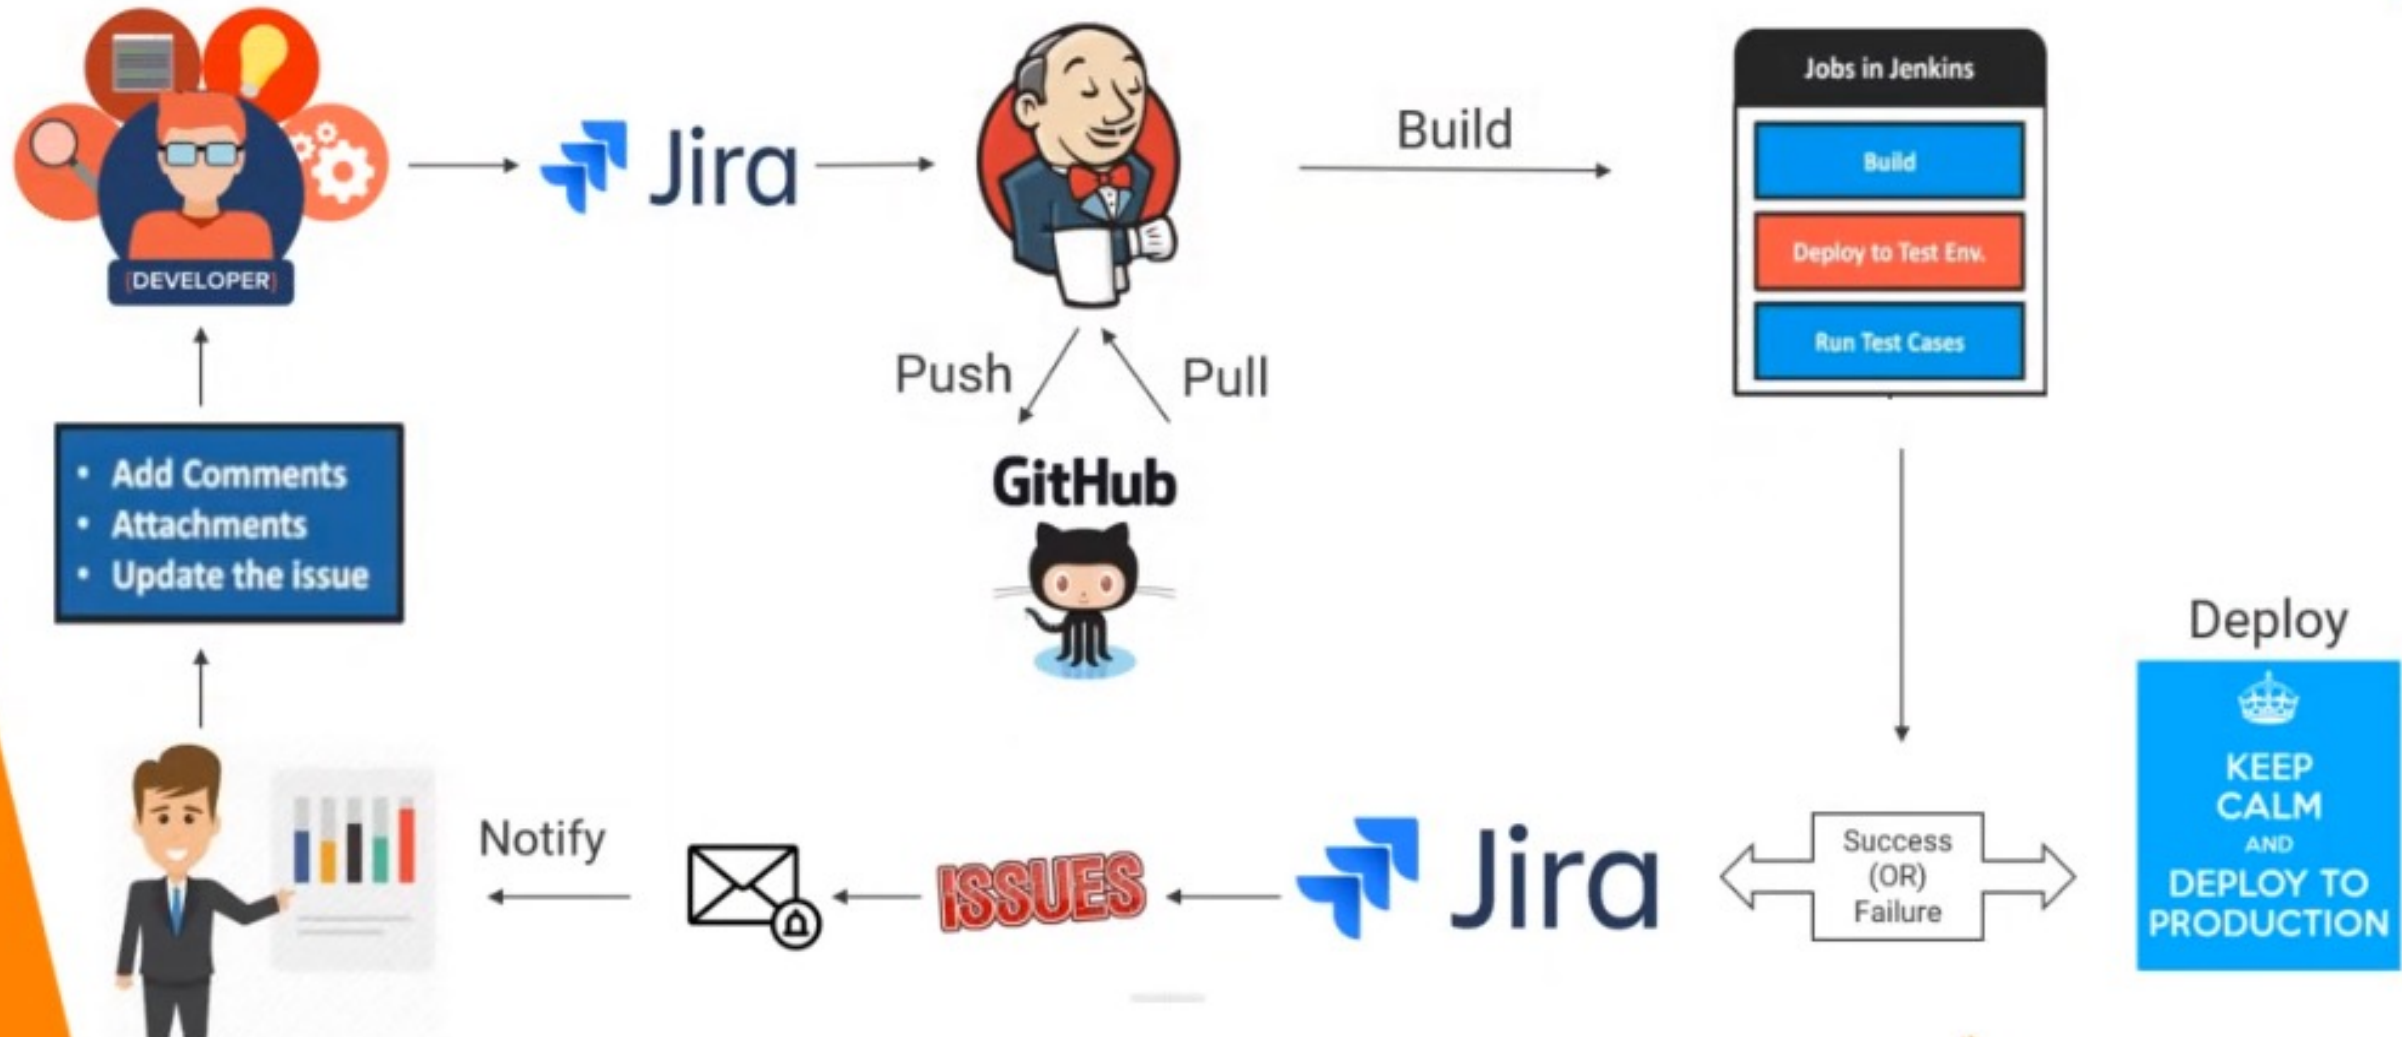 {DEVELOPER}
Jira
Build
Jobs in Jenkins
Build
Deploy to Test Env.
Run Test Cases
Push
Pull
GitHub
• Add Comments
• Attachments
• Update the issue
Deploy
KEEP
CALM
AND
DEPLOY TO
PRODUCTION
Success
(OR)
Failure
Jira
ISSUES
Notify